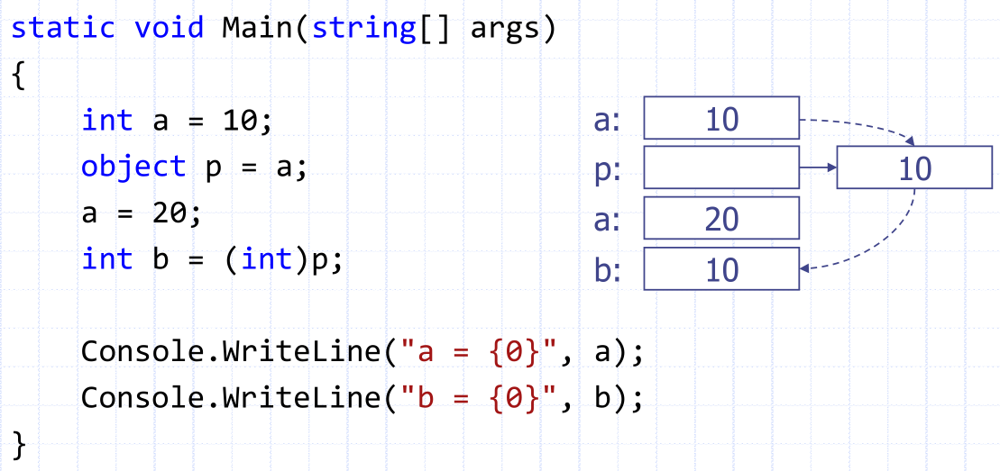 static void Main(string[] args)
{
int a = 10;
object p = a;
a = 20;
int b = (int)p;
Console.WriteLine("a = {0}", a);
Console.WriteLine("b = {0}", b);
}
a: 10
p: 10
a: 20
b: 10